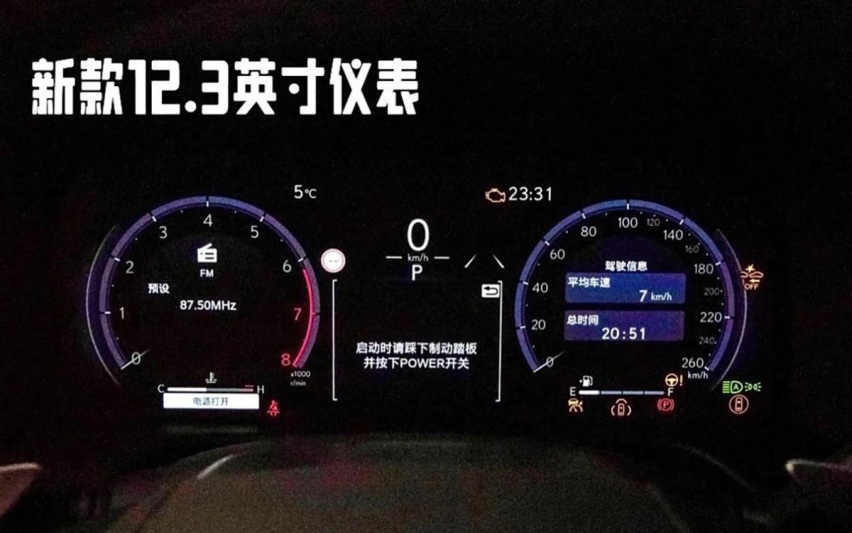 新款12.3英寸仪表
5℃
23:31
0
km/h
P
FM
预设
87.50MHz
0
1
2
3
4
5
6
7
8
x1000
r/min
C
H
电源打开
启动时请踩下制动踏板
并按下POWER开关
驾驶信息
平均车速
7 km/h
总时间
20:51
0
20
40
60
80
100
120
140
160
180
200
220
240
260
km/h
E
F
OFF
A
P